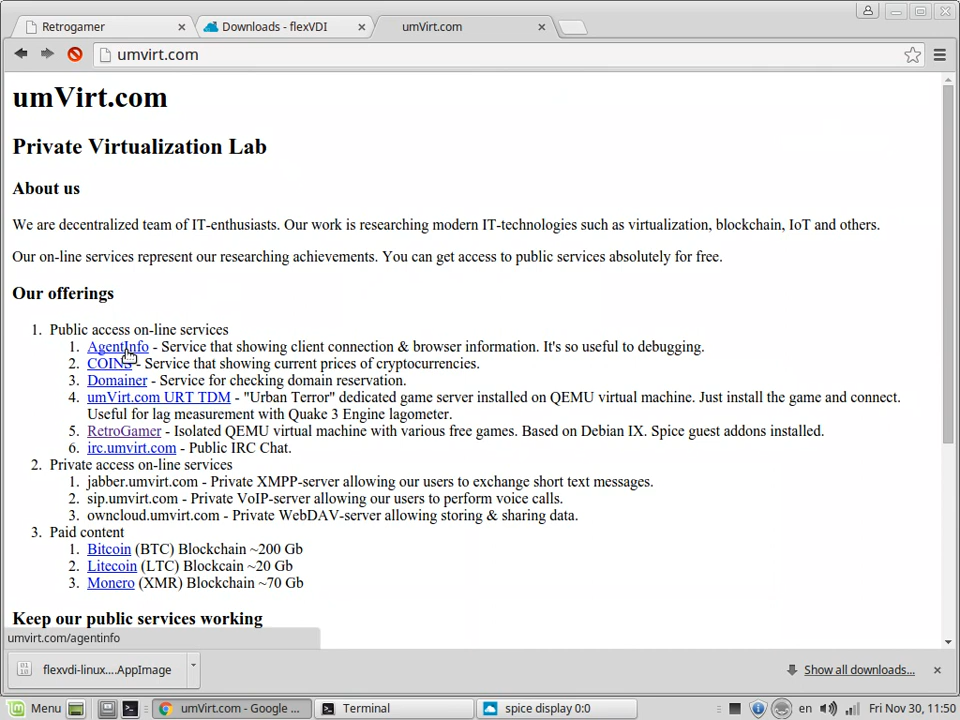 Retrogamer
Downloads - flexVDI
umVirt.com
umvirt.com
umVirt.com
Private Virtualization Lab
About us
We are decentralized team of IT-enthusiasts. Our work is researching modern IT-technologies such as virtualization, blockchain, IoT and others.
Our on-line services represent our researching achievements. You can get access to public services absolutely for free.
Our offerings
1. Public access on-line services
1. AgentInfo - Service that showing client connection & browser information. It's so useful to debugging.
2. COINS - Service that showing current prices of cryptocurrencies.
3. Domainer - Service for checking domain reservation.
4. umVirt.com URT TDM - "Urban Terror" dedicated game server installed on QEMU virtual machine. Just install the game and connect.
Useful for lag measurement with Quake 3 Engine lagometer.
5. RetroGamer - Isolated QEMU virtual machine with various free games. Based on Debian IX. Spice guest addons installed.
6. irc.umvirt.com - Public IRC Chat.
2. Private access on-line services
1. jabber.umvirt.com - Private XMPP-server allowing our users to exchange short text messages.
2. sip.umvirt.com - Private VoIP-server allowing our users to perform voice calls.
3. owncloud.umvirt.com - Private WebDAV-server allowing storing & sharing data.
3. Paid content
1. Bitcoin (BTC) Blockchain ~200 Gb
2. Litecoin (LTC) Blockcain ~20 Gb
3. Monero (XMR) Blockchain ~70 Gb
Keep our public services working
umvirt.com/agentinfo
flexvdi-linux....AppImage
Show all downloads...
Menu
umVirt.com - Google ...
Terminal
spice display 0:0
en
Fri Nov 30, 11:50